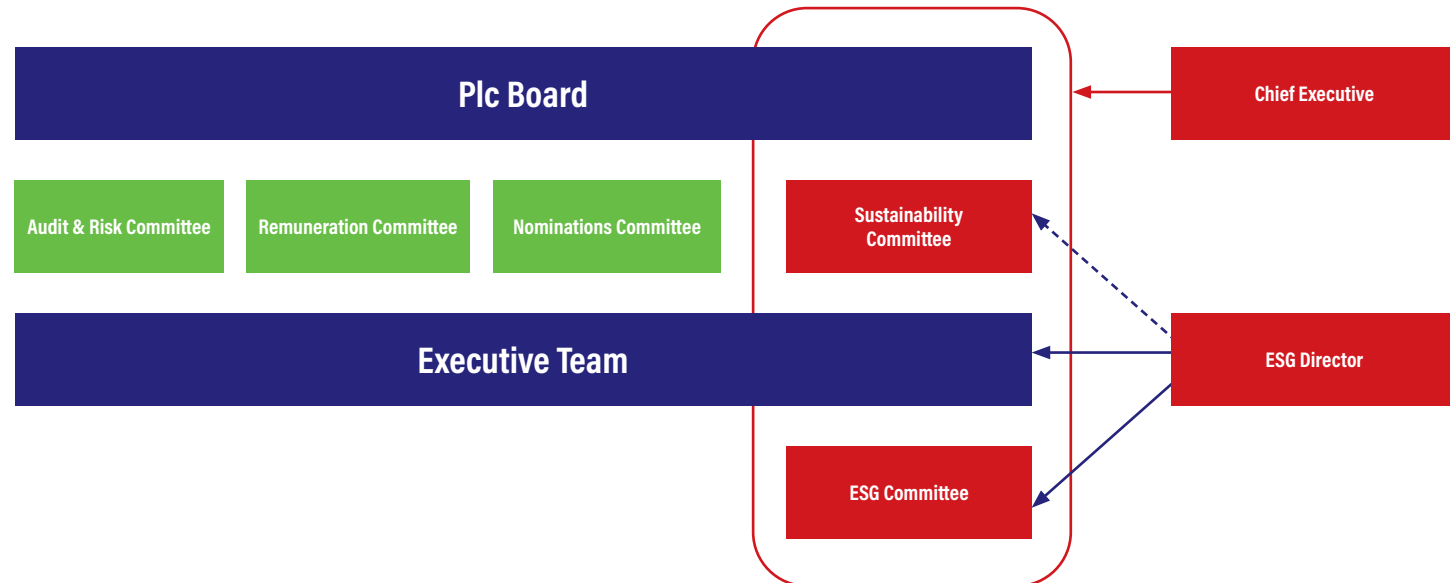 Plc Board
Chief Executive
Audit & Risk Committee
Remuneration Committee
Nominations Committee
Sustainability
Committee
Executive Team
ESG Director
ESG Committee